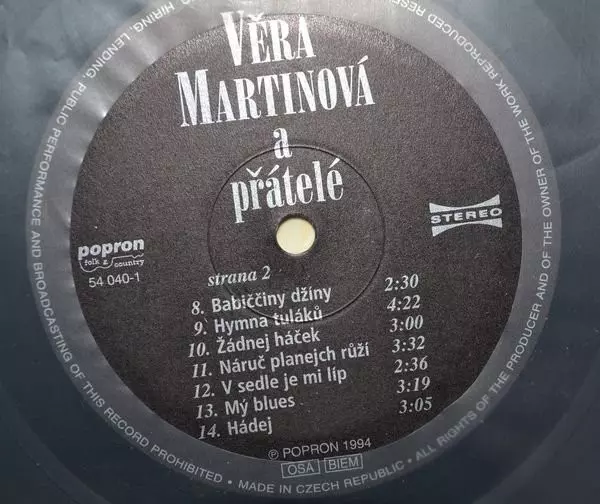 VĚRA
MARTINOVÁ
a
přátelé
popron
folk & country
54 040-1
STEREO
strana 2
8. Babiččiny džíny 2:30
9. Hymna tuláků 4:22
10. Žádnej háček 3:00
11. Náruč planejch růží 3:32
12. V sedle je mi líp 2:36
13. Mý blues 3:19
14. Hádej 3:05
Ⓟ POPRON 1994
OSA BIEM
MADE IN CZECH REPUBLIC • ALL RIGHTS OF THE PRODUCER AND OF THE OWNER OF THE WORK REPRODUCED RESE
HIRING, LENDING, PUBLIC PERFORMANCE AND BROADCASTING OF THIS RECORD PROHIBITED •